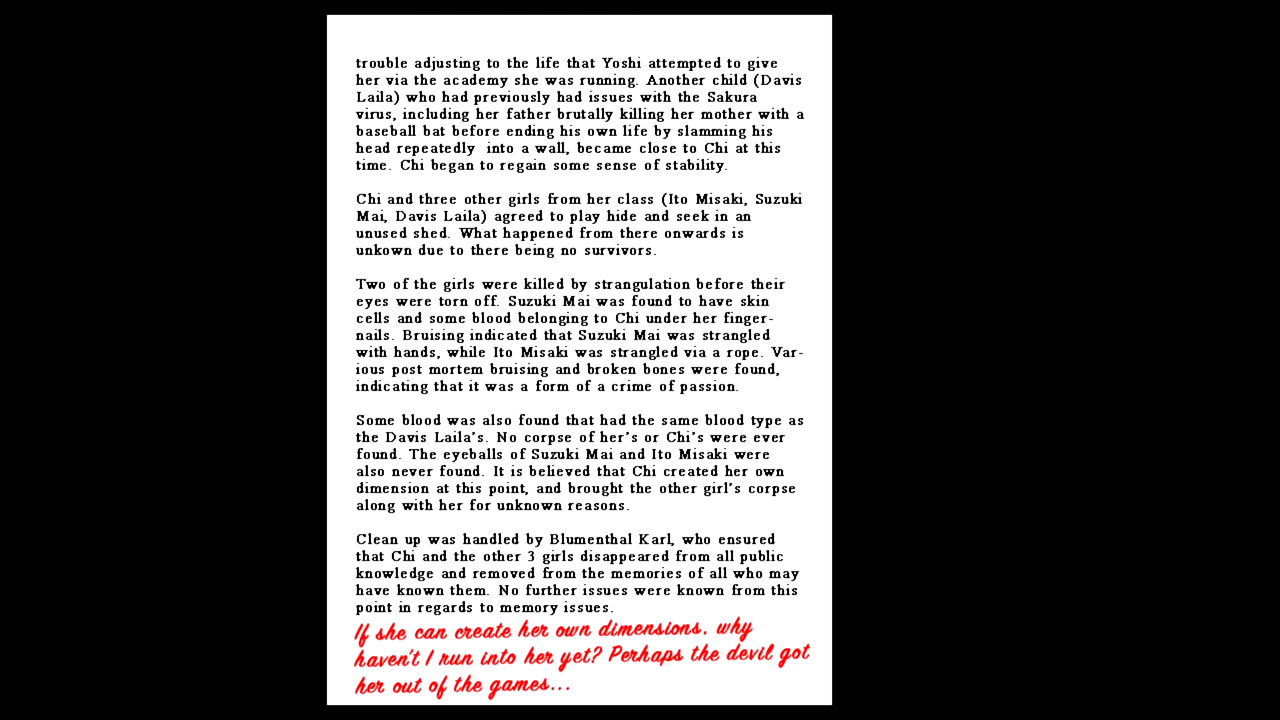 trouble adjusting to the life that Yoshi attempted to give
her via the academy she was running. Another child (Davis
Laila) who had previously had issues with the Sakura
virus, including her father brutally killing her mother with a
baseball bat before ending his own life by slamming his
head repeatedly  into a wall, became close to Chi at this
time. Chi began to regain some sense of stability.
Chi and three other girls from her class (Ito Misaki, Suzuki
Mai, Davis Laila) agreed to play hide and seek in an
unused shed. What happened from there onwards is
unkown due to there being no survivors.
Two of the girls were killed by strangulation before their
eyes were torn off. Suzuki Mai was found to have skin
cells and some blood belonging to Chi under her finger-
nails. Bruising indicated that Suzuki Mai was strangled
with hands, while Ito Misaki was strangled via a rope. Var-
ious post mortem bruising and broken bones were found,
indicating that it was a form of a crime of passion.
Some blood was also found that had the same blood type as
the Davis Laila's. No corpse of her's or Chi's were ever
found. The eyeballs of Suzuki Mai and Ito Misaki were
also never found. It is believed that Chi created her own
dimension at this point, and brought the other girl's corpse
along with her for unknown reasons.
Clean up was handled by Blumenthal Karl, who ensured
that Chi and the other 3 girls disappeared from all public
knowledge and removed from the memories of all who may
have known them. No further issues were known from this
point in regards to memory issues.
If she can create her own dimensions, why
haven't I run into her yet? Perhaps the devil got
her out of the games...